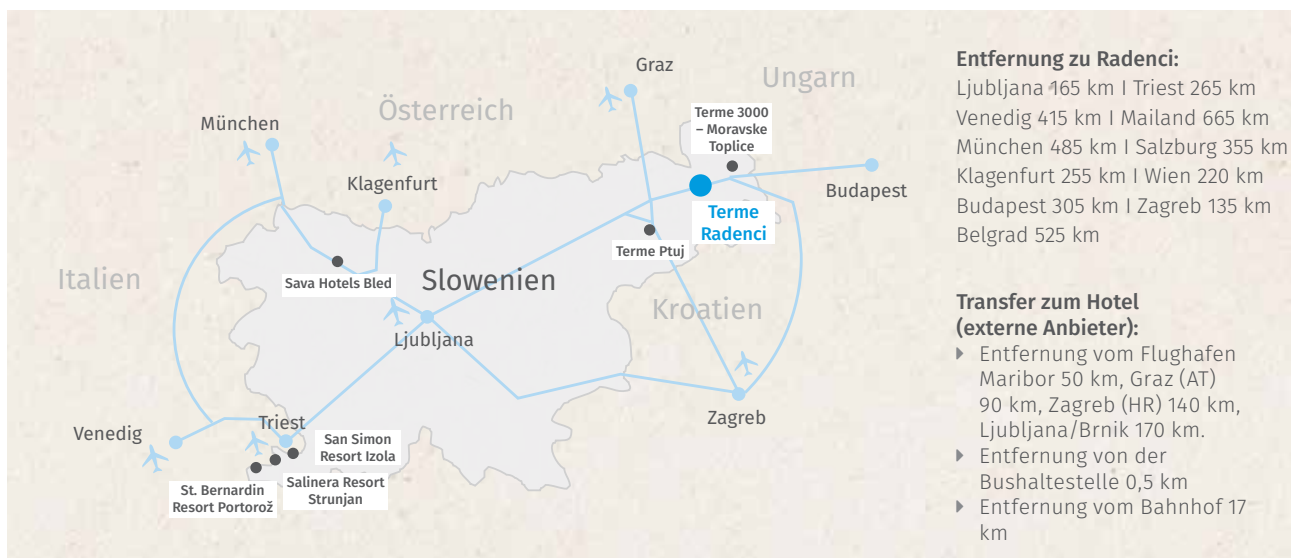 Graz
Ungarn
Österreich
München
Terme 3000
– Moravske
Toplice
Klagenfurt
Budapest
Terme
Radenci
Terme Ptuj
Italien
Sava Hotels Bled
Slowenien
Kroatien
Ljubljana
Zagreb
Venedig
Triest
San Simon
Resort Izola
St. Bernardin
Resort Portorož
Salinera Resort
Strunjan
Entfernung zu Radenci:
Ljubljana 165 km I Triest 265 km
Venedig 415 km I Mailand 665 km
München 485 km I Salzburg 355 km
Klagenfurt 255 km I Wien 220 km
Budapest 305 km I Zagreb 135 km
Belgrad 525 km
Transfer zum Hotel
(externe Anbieter):
Entfernung vom Flughafen
Maribor 50 km, Graz (AT)
90 km, Zagreb (HR) 140 km,
Ljubljana/Brnik 170 km.
Entfernung von der
Bushaltestelle 0,5 km
Entfernung vom Bahnhof 17
km